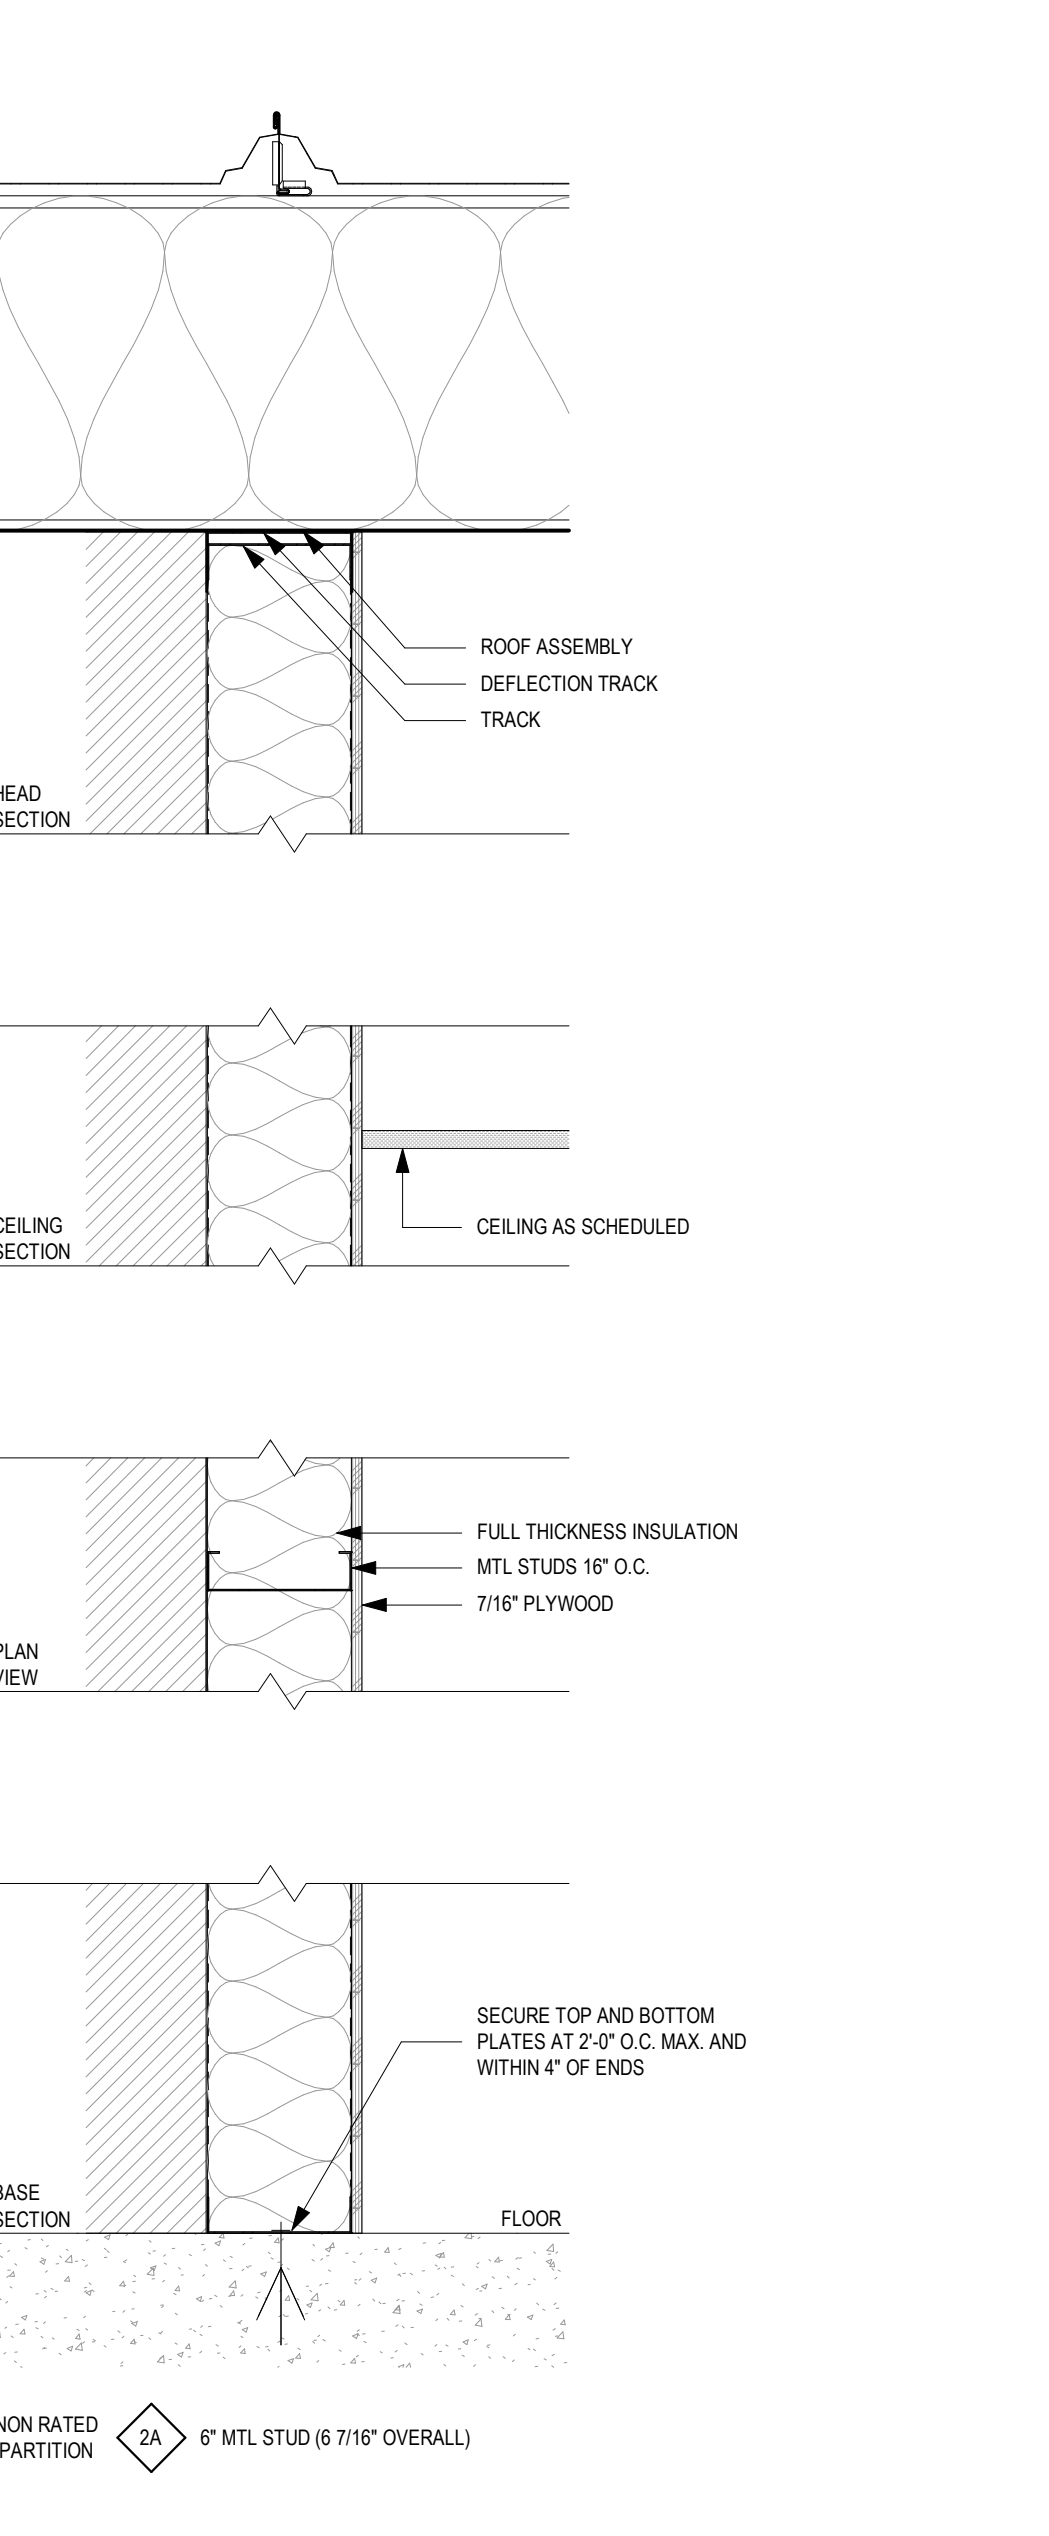 ROOF ASSEMBLY
DEFLECTION TRACK
TRACK
HEAD
SECTION
CEILING
SECTION
CEILING AS SCHEDULED
FULL THICKNESS INSULATION
MTL STUDS 16" O.C.
7/16" PLYWOOD
PLAN
VIEW
SECURE TOP AND BOTTOM
PLATES AT 2'-0" O.C. MAX. AND
WITHIN 4" OF ENDS
BASE
SECTION
FLOOR
NON RATED
PARTITION
2A
6" MTL STUD (6 7/16" OVERALL)